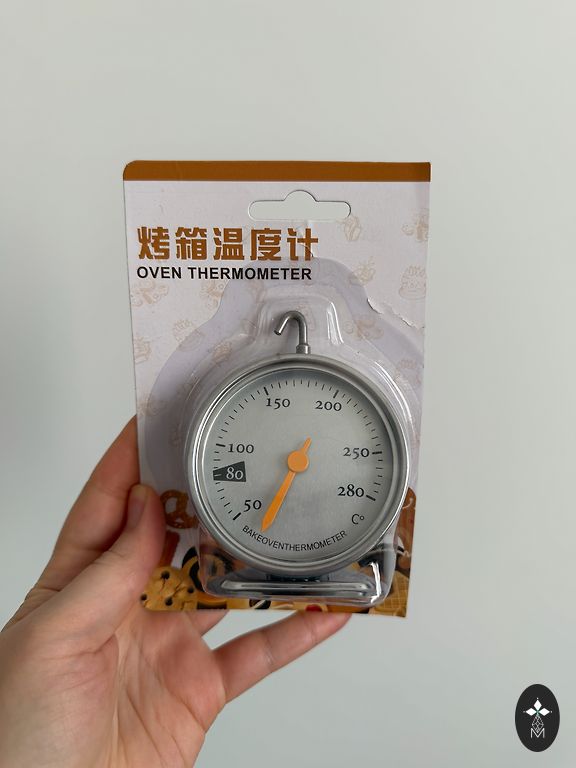 烤箱温度计
OVEN THERMOMETER
150 200
100 250
80
50 280
C°
BAKEOVENTHERMOMETER
M